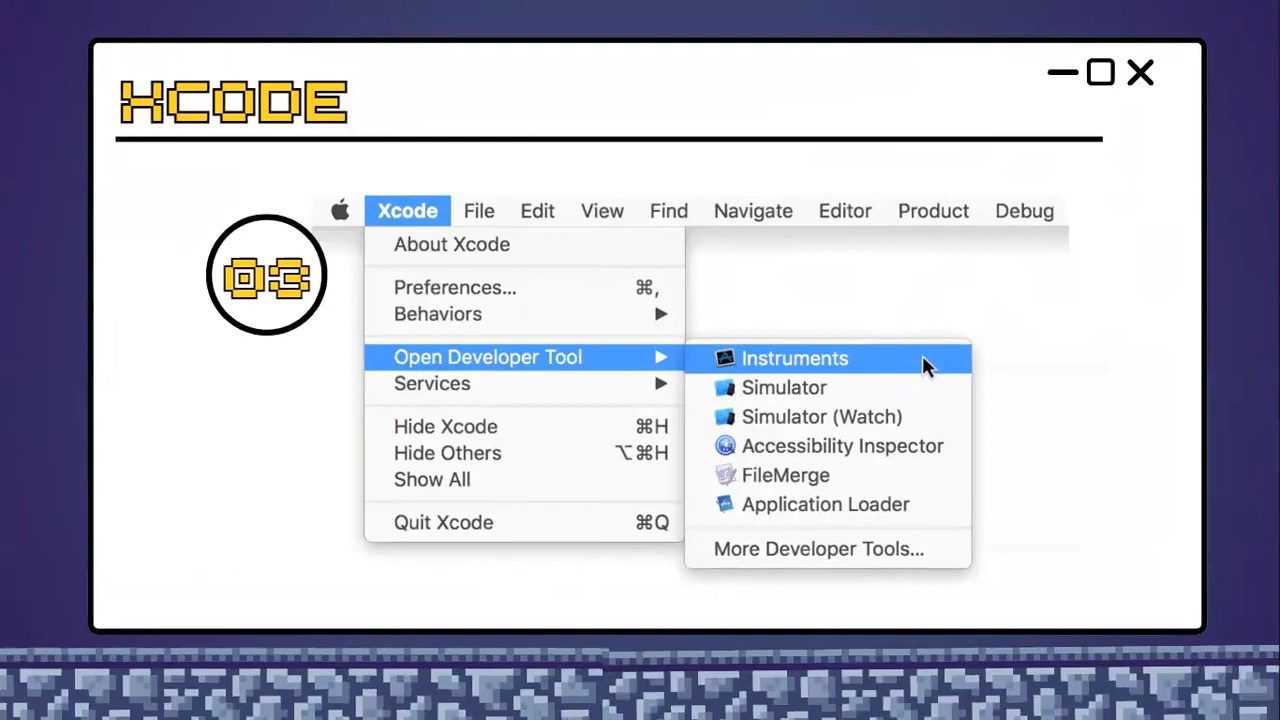 XCODE
03
Xcode File Edit View Find Navigate Editor Product Debug
About Xcode
Preferences... ⌘,
Behaviors ▶
Open Developer Tool ▶
Services ▶
Hide Xcode ⌘H
Hide Others ⌥⌘H
Show All
Quit Xcode ⌘Q
Instruments
Simulator
Simulator (Watch)
Accessibility Inspector
FileMerge
Application Loader
More Developer Tools...